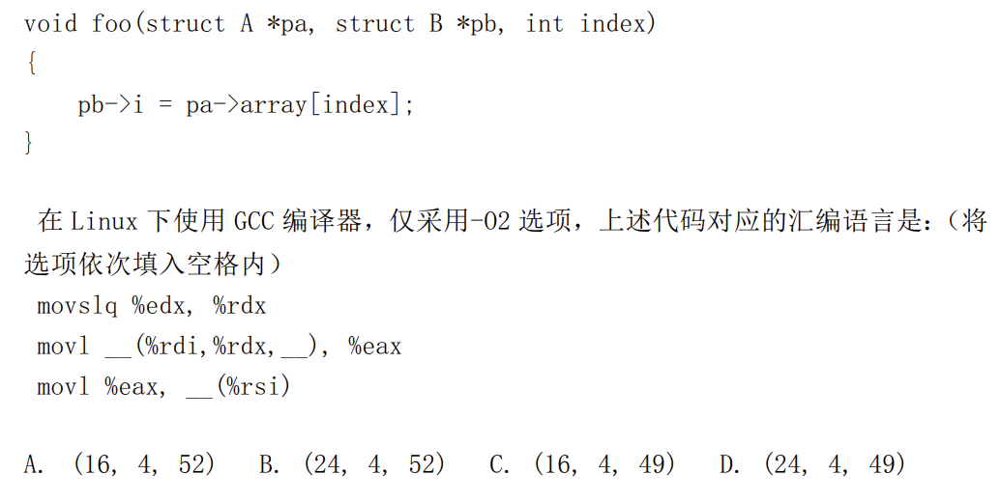 void foo(struct A *pa, struct B *pb, int index)
{
    pb->i = pa->array[index];
}
在 Linux 下使用 GCC 编译器，仅采用-O2 选项，上述代码对应的汇编语言是：（将
选项依次填入空格内）
movslq %edx, %rdx
movl __(%rdi,%rdx,__), %eax
movl %eax, __(%rsi)
A. (16, 4, 52)  B. (24, 4, 52)  C. (16, 4, 49)  D. (24, 4, 49)